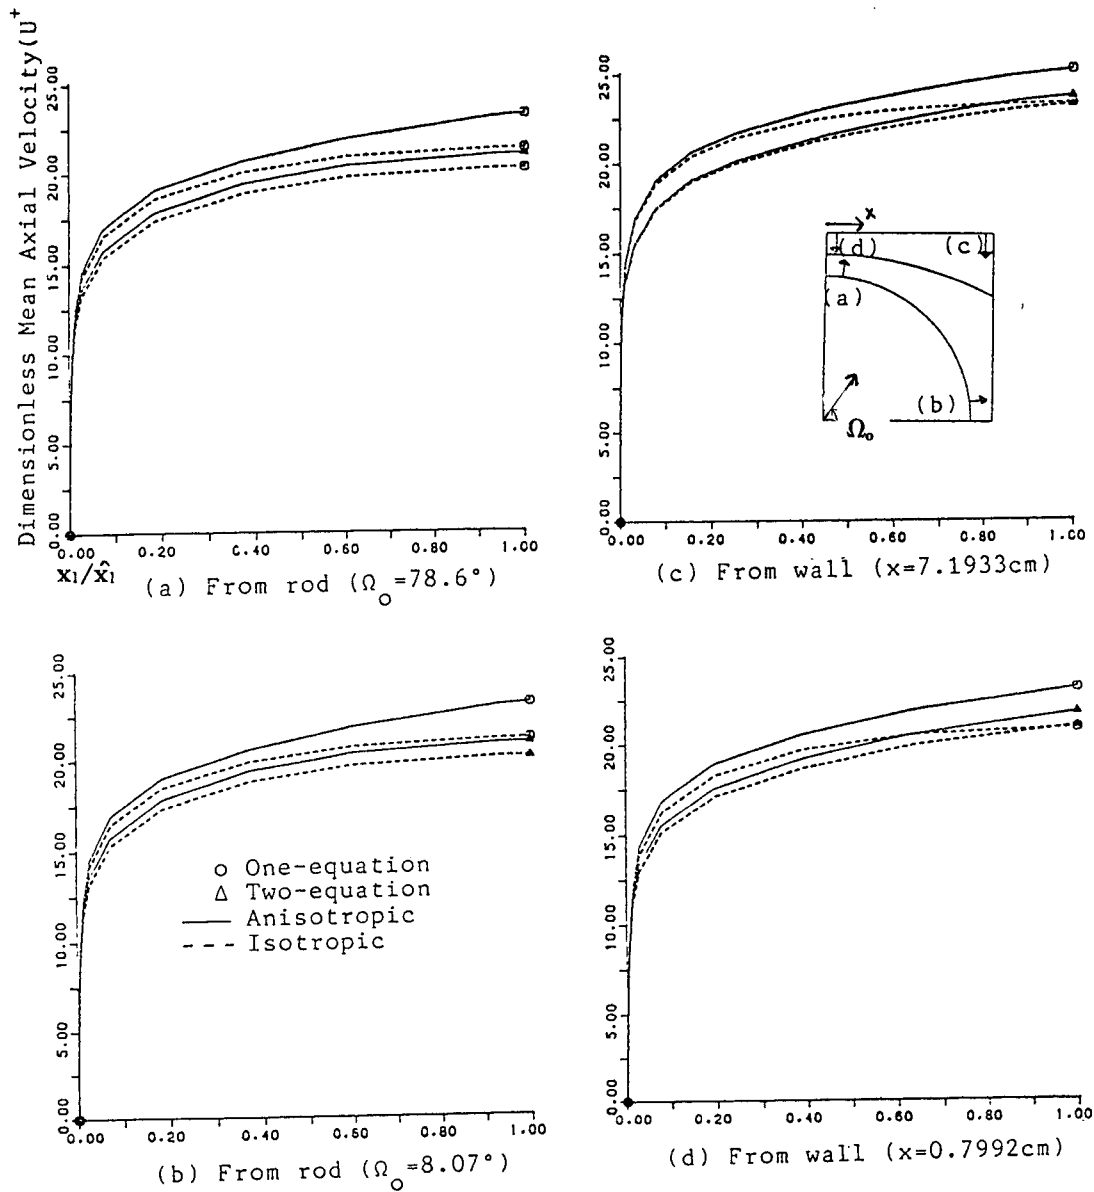 Dimensionless Mean Axial Velocity(U+
25.00
20.00
15.00
10.00
5.00
0.00
0.00 0.20 0.40 0.60 0.80 1.00
x1/x̂1
(a) From rod (Ωo=78.6°)
25.00
20.00
15.00
10.00
5.00
0.00
x
(d)
(c)
(a)
(b)
Ωo
0.00 0.20 0.40 0.60 0.80 1.00
(c) From wall (x=7.1933cm)
25.00
20.00
15.00
10.00
5.00
0.00
One-equation
Two-equation
Anisotropic
Isotropic
0.00 0.20 0.40 0.60 0.80 1.00
(b) From rod (Ωo=8.07°)
25.00
20.00
15.00
10.00
5.00
0.00
0.00 0.20 0.40 0.60 0.80 1.00
(d) From wall (x=0.7992cm)